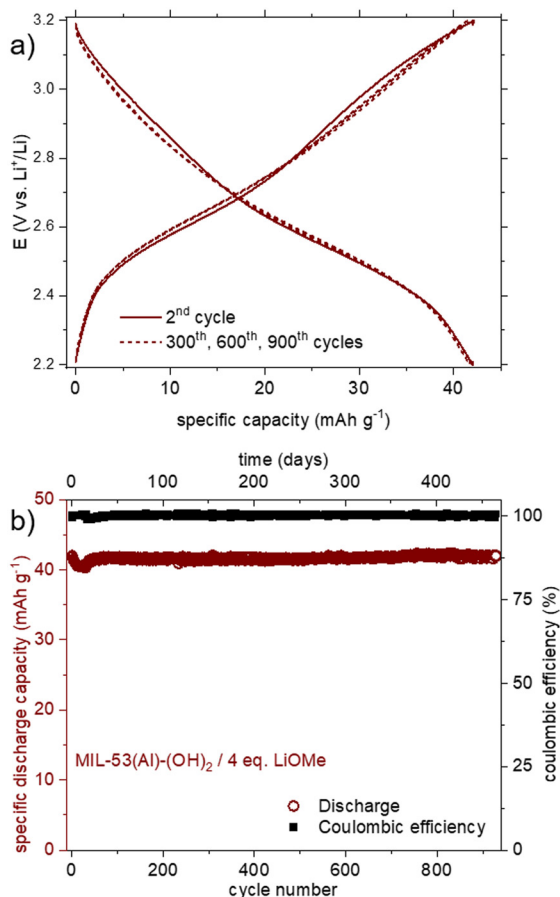 a)
3.2
3.0
2.8
2.6
2.4
2.2
E (V vs. Li⁺/Li)
2ⁿᵈ cycle
300ᵗʰ, 600ᵗʰ, 900ᵗʰ cycles
0 10 20 30 40
specific capacity (mAh g⁻¹)
time (days)
0 100 200 300 400
b)
50
40
30
20
10
0
specific discharge capacity (mAh g⁻¹)
100
75
50
25
0
coulombic efficiency (%)
MIL-53(Al)-(OH)₂ / 4 eq. LiOMe
Discharge
Coulombic efficiency
0 200 400 600 800
cycle number